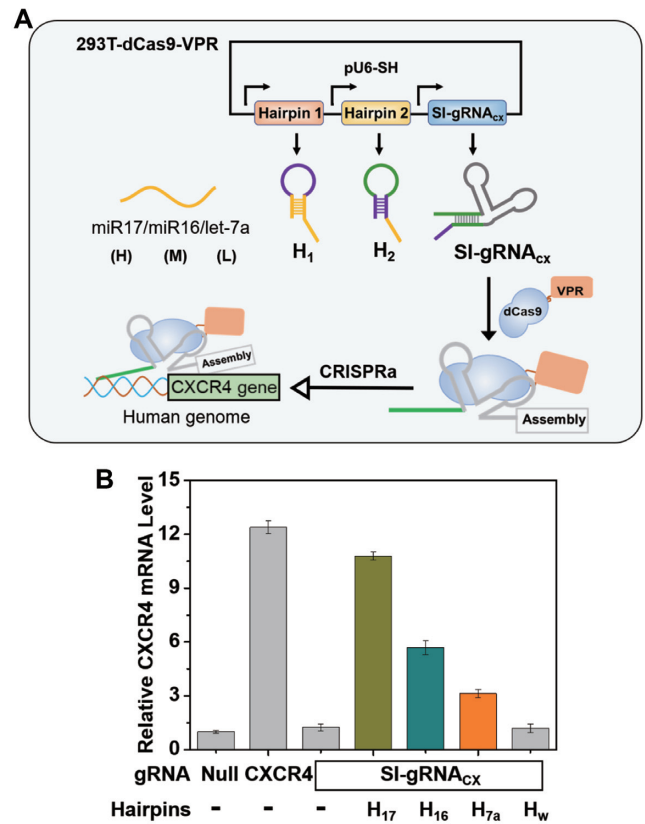 A
293T-dCas9-VPR
pU6-SH
Hairpin 1 Hairpin 2 SI-gRNAcx
miR17/miR16/let-7a
(H) (M) (L)
H1 H2 SI-gRNAcx
dCas9 VPR
Assembly
CXCR4 gene
Human genome
CRISPRa
Assembly
B
Relative CXCR4 mRNA Level
15
12
9
6
3
0
gRNA Null CXCR4 SI-gRNACX
Hairpins - - - H17 H16 H7a Hw